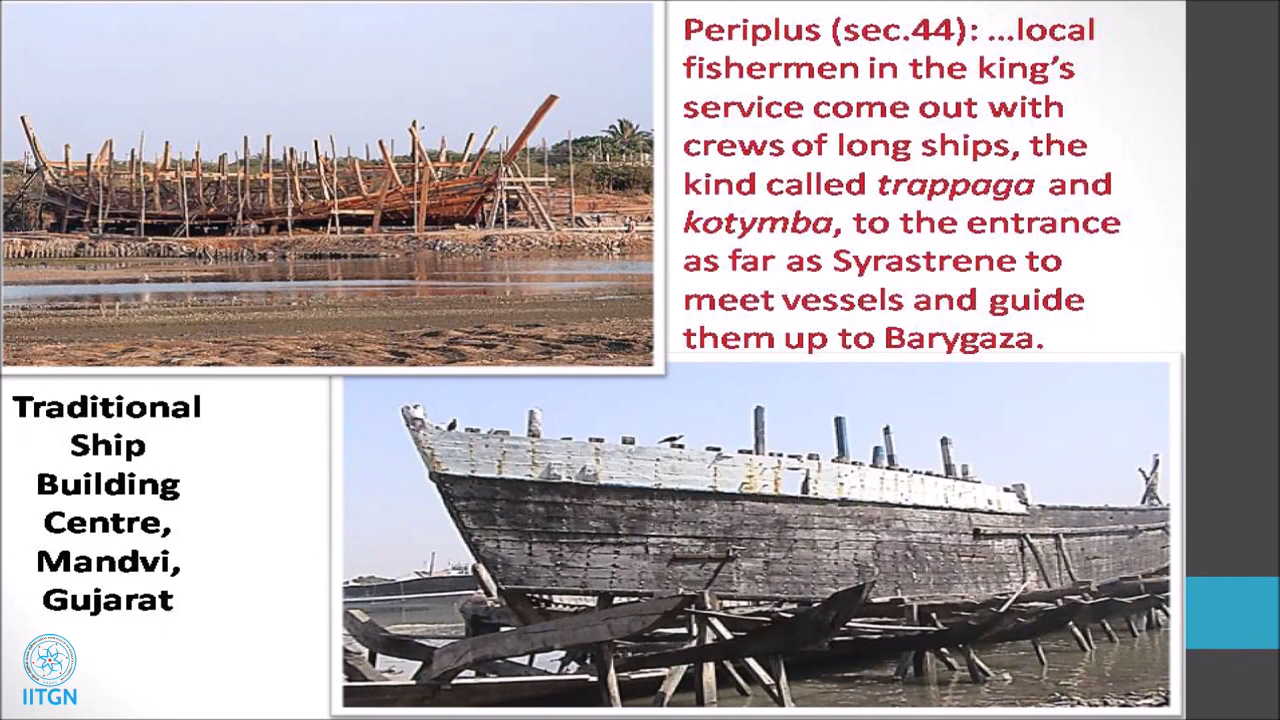 Periplus (sec.44): ...local
fishermen in the king’s
service come out with
crews of long ships, the
kind called trappaga and
kotymba, to the entrance
as far as Syrastrene to
meet vessels and guide
them up to Barygaza.
Traditional
Ship
Building
Centre,
Mandvi,
Gujarat
IITGN